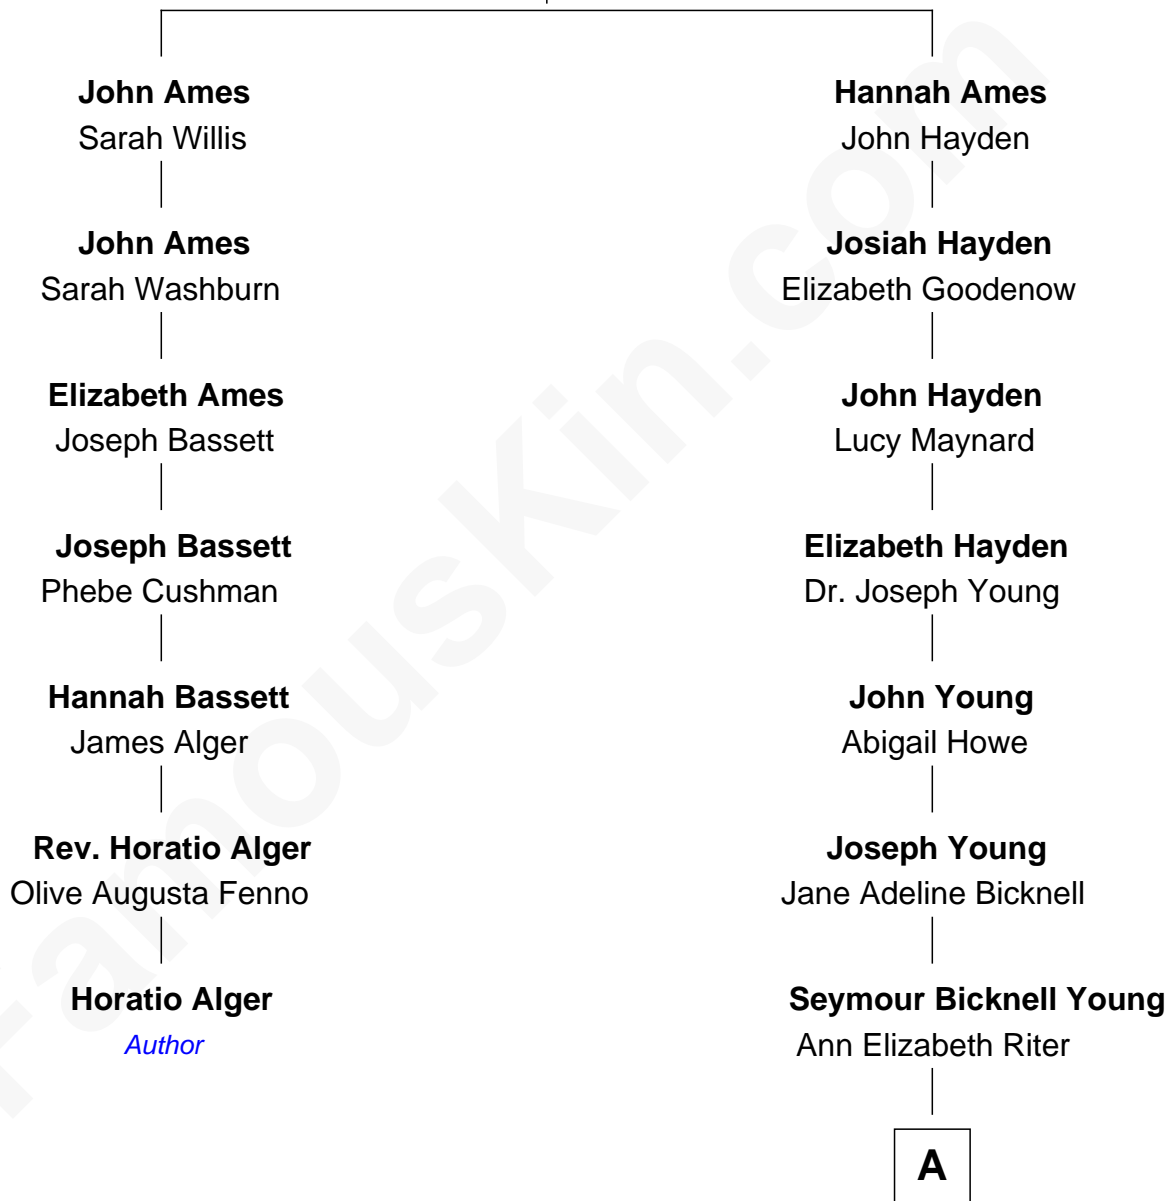 John Ames
Sarah Willis
John Ames
Sarah Washburn
Elizabeth Ames
Joseph Bassett
Joseph Bassett
Phebe Cushman
Hannah Bassett
James Alger
Rev. Horatio Alger
Olive Augusta Fenno
Horatio Alger
Author
Hannah Ames
John Hayden
Josiah Hayden
Elizabeth Goodenow
John Hayden
Lucy Maynard
Elizabeth Hayden
Dr. Joseph Young
John Young
Abigail Howe
Joseph Young
Jane Adeline Bicknell
Seymour Bicknell Young
Ann Elizabeth Riter
A
FamousKin.com